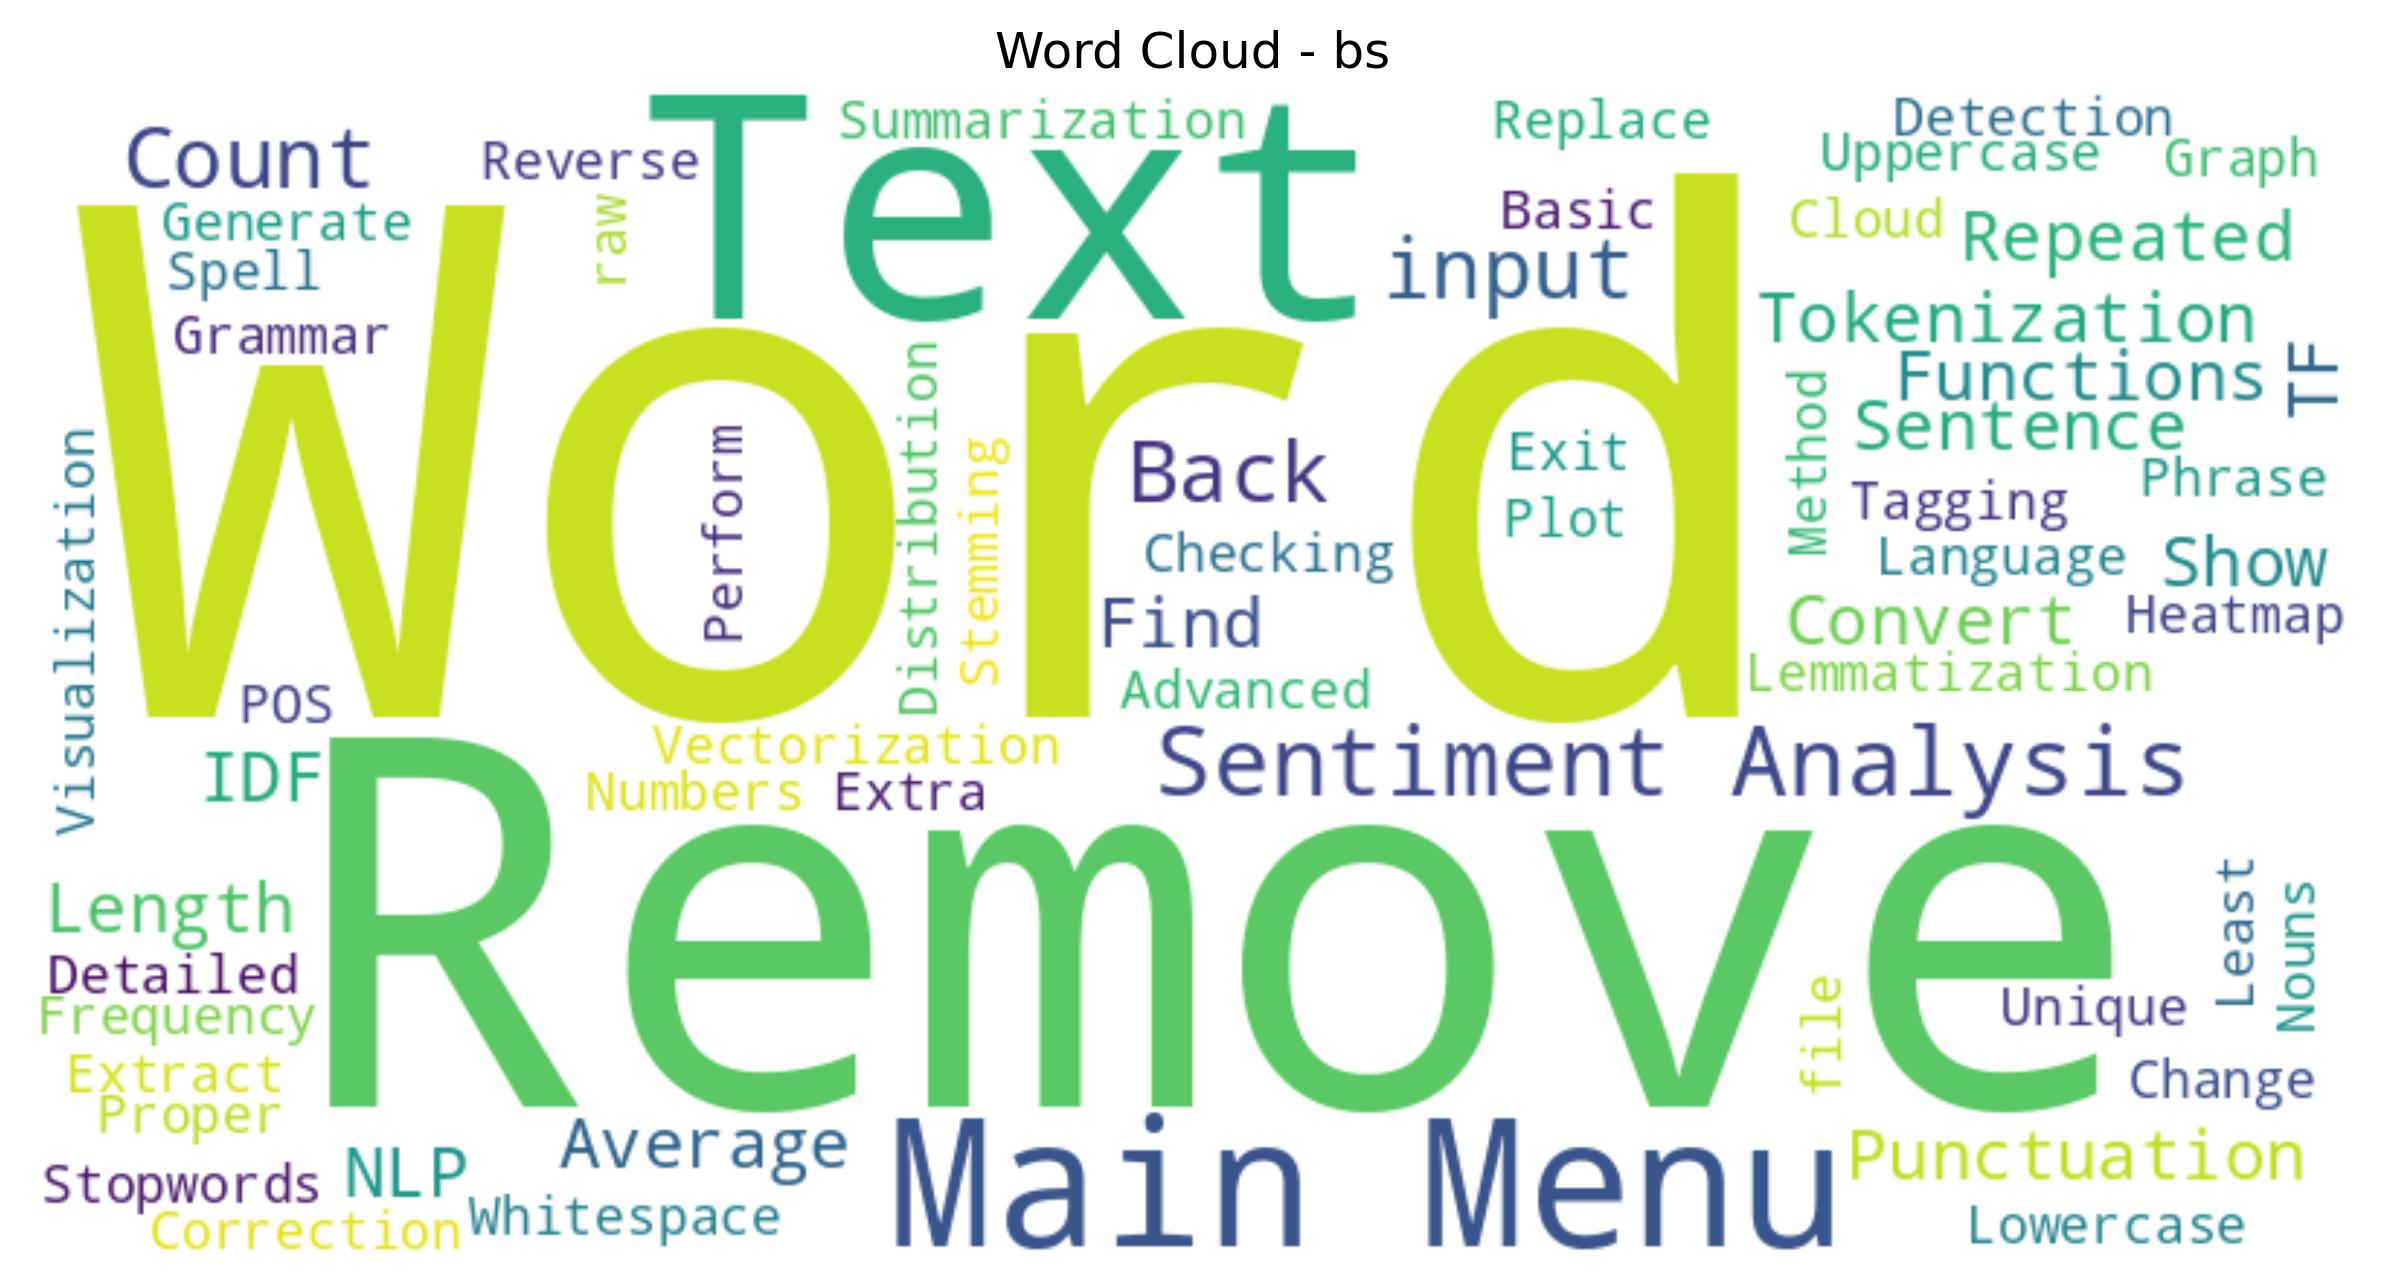 Word Cloud - bs
Text
Summarization
Replace
Detection
Count
Reverse
Uppercase
Graph
Generate
raw
Basic
Cloud
Repeated
Spell
input
Grammar
Word
Tokenization
Functions
TF
Visualization
Perform
Distribution
Stemming
Back
Exit
Method
Sentence
Phrase
Plot
Tagging
Checking
Language
Show
Find
Convert
Heatmap
Advanced
Lemmatization
POS
Vectorization
Sentiment Analysis
IDF
Numbers
Extra
Remove
Length
Least
Nouns
Detailed
Frequency
file
Unique
Extract
Change
Proper
Average
Main Menu
Punctuation
Stopwords
NLP
Correction
Whitespace
Lowercase